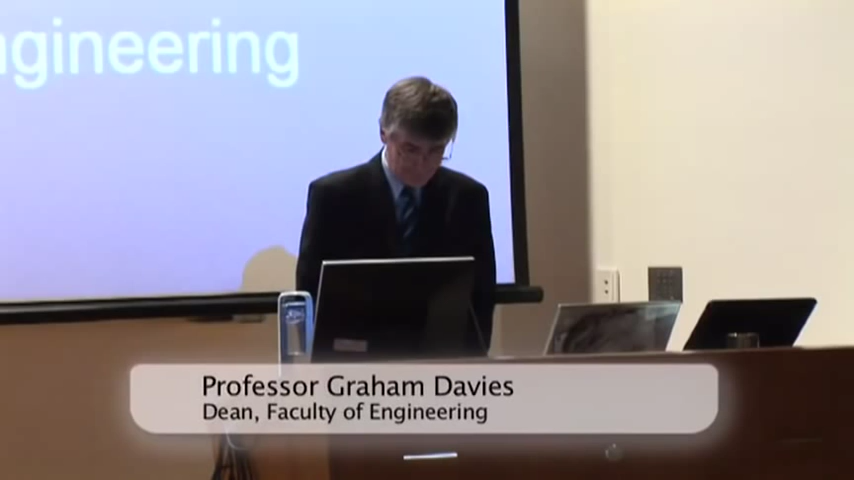 ngineering
Professor Graham Davies
Dean, Faculty of Engineering